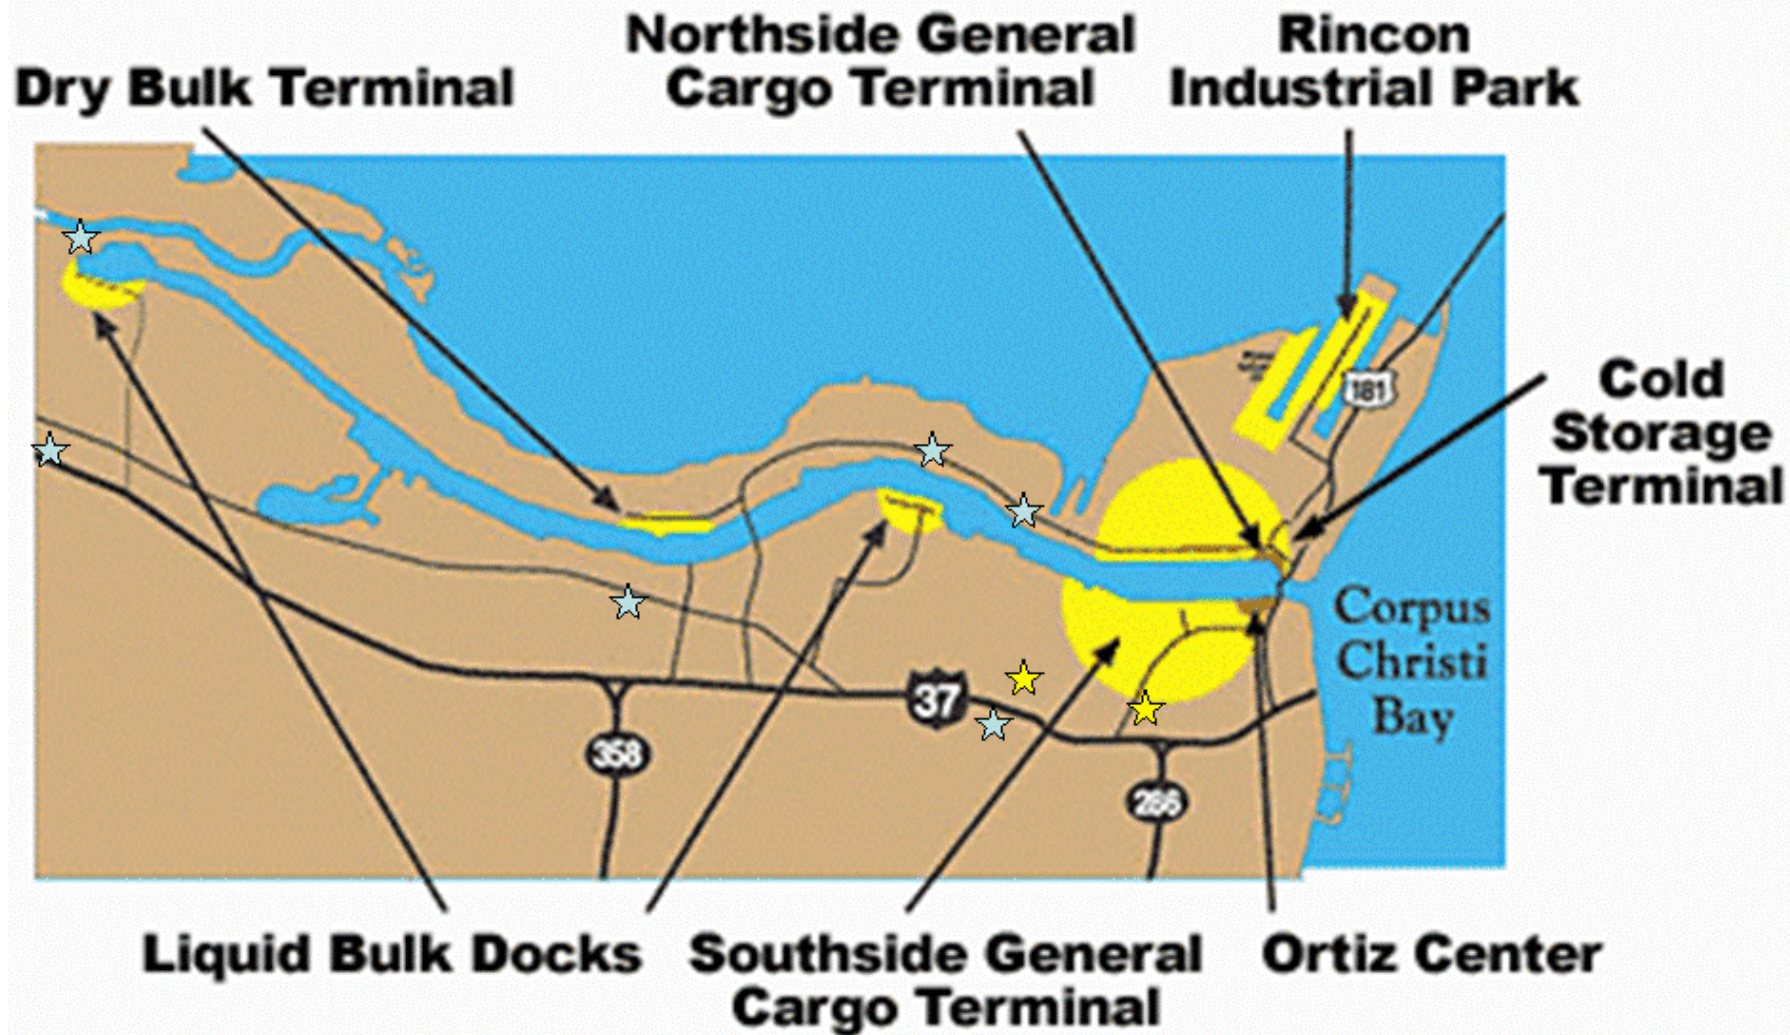 Northside General
Cargo Terminal
Rincon
Industrial Park
Dry Bulk Terminal
181
Cold
Storage
Terminal
Corpus
Christi
Bay
37
358
286
Liquid Bulk Docks
Southside General
Cargo Terminal
Ortiz Center